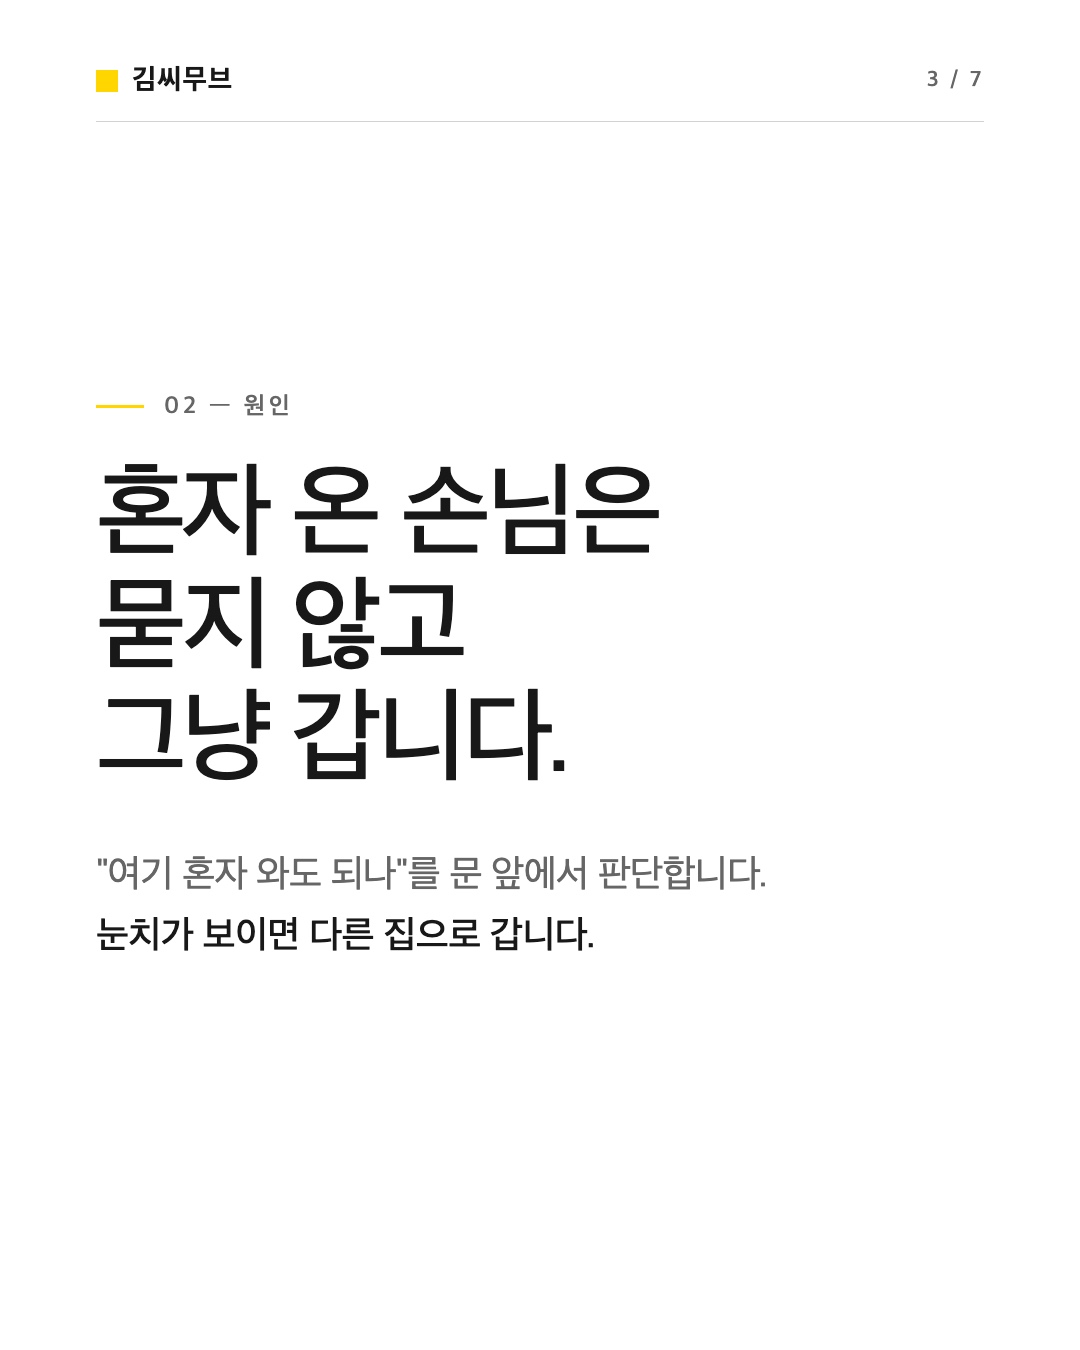 김씨무브
3 / 7
02 — 원인
혼자 온 손님은
묻지 않고
그냥 갑니다.
"여기 혼자 와도 되나"를 문 앞에서 판단합니다.
눈치가 보이면 다른 집으로 갑니다.